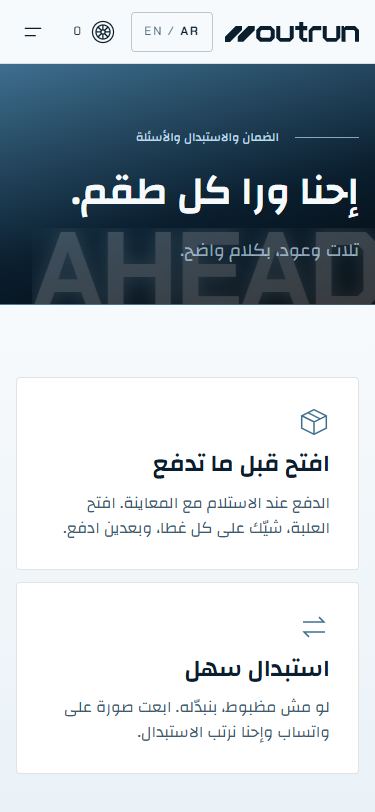 outrun
EN / AR
0
الضمان والاستبدال والأسئلة
إحنا ورا كل طقم.
AHEAD
تلات وعود، بكلام واضح.
افتح قبل ما تدفع
الدفع عند الاستلام مع المعاينة. افتح
العلبة، شيّك على كل غطا، وبعدين ادفع.
استبدال سهل
لو مش مظبوط، بنبدّله. ابعت صورة على
واتساب وإحنا نرتب الاستبدال.